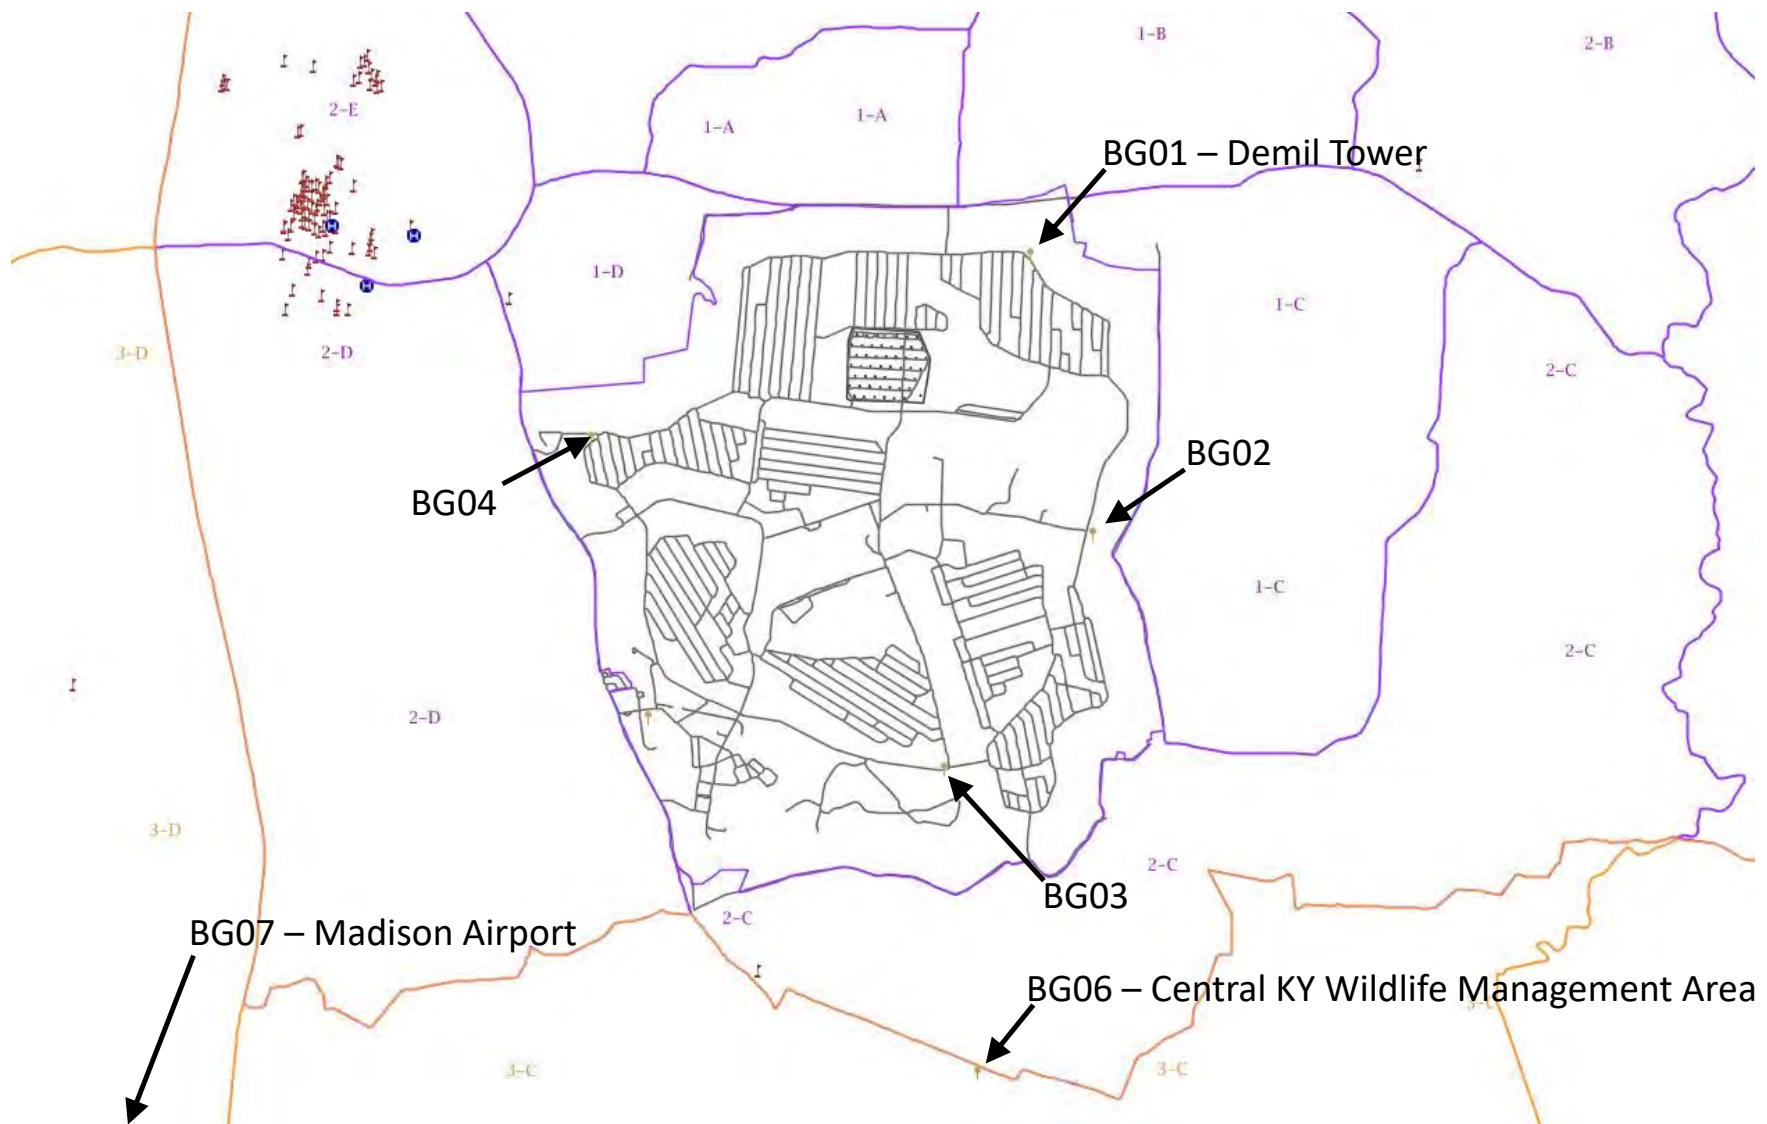 1-B
2-B
2-E
1-A
1-A
BG01 – Demil Tower
H
H
1-D
H
1-C
3-D
2-D
2-C
BG02
BG04
1-C
2-C
2-D
3-D
2-C
BG03
2-C
BG07 – Madison Airport
BG06 – Central KY Wildlife Management Area
3-C
3-C